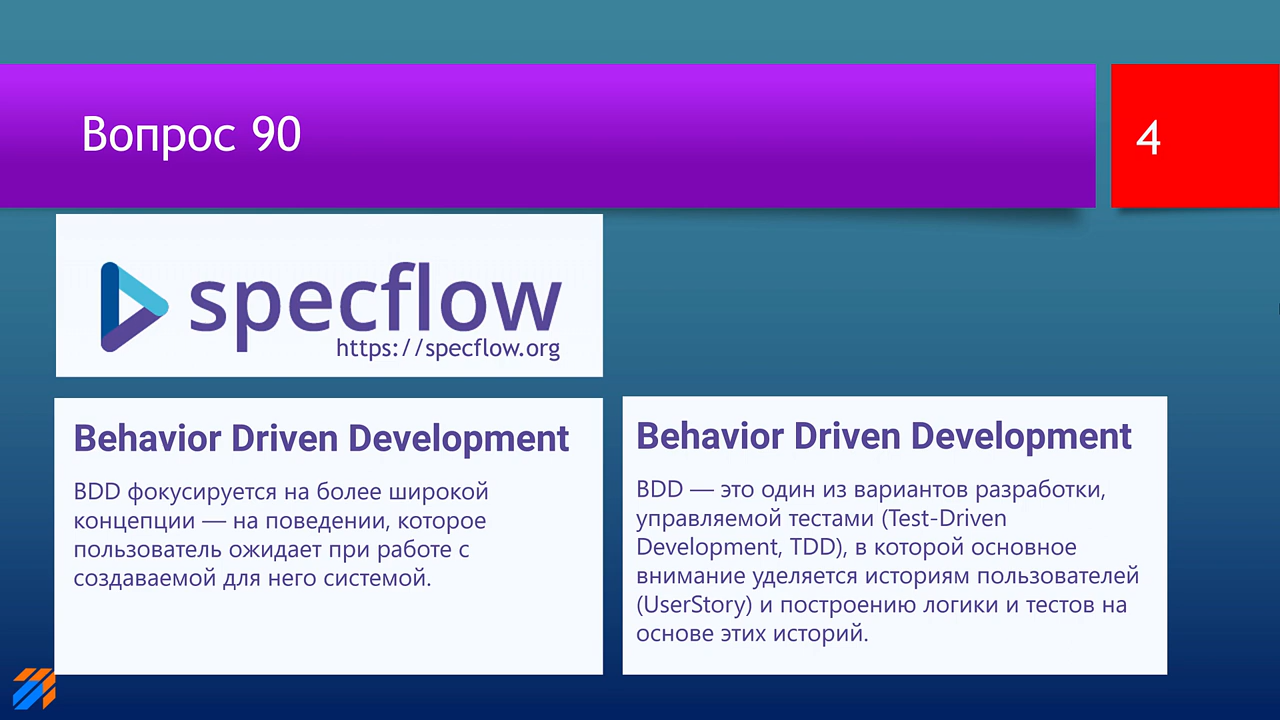 Вопрос 90
4
specflow
https://specflow.org
Behavior Driven Development
BDD фокусируется на более широкой
концепции — на поведении, которое
пользователь ожидает при работе с
создаваемой для него системой.
Behavior Driven Development
BDD — это один из вариантов разработки,
управляемой тестами (Test-Driven
Development, TDD), в которой основное
внимание уделяется историям пользователей
(UserStory) и построению логики и тестов на
основе этих историй.